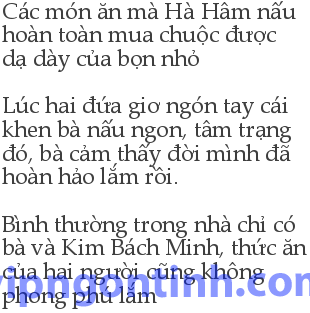 Các món ăn mà Hà Hâm nấu
hoàn toàn mua chuộc được
dạ dày của bọn nhỏ
Lúc hai đứa giơ ngón tay cái
khen bà nấu ngon, tâm trạng
đó, bà cảm thấy đời mình đã
hoàn hảo lắm rồi.
Bình thường trong nhà chỉ có
bà và Kim Bách Minh, thức ăn
của hai người cũng không
phong phú lắm
vipngontinh.com